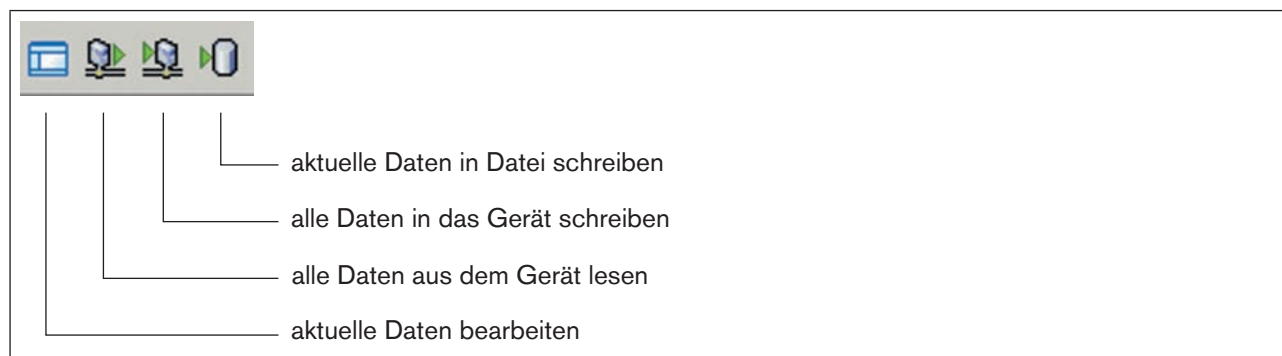 aktuelle Daten in Datei schreiben
alle Daten in das Gerät schreiben
alle Daten aus dem Gerät lesen
aktuelle Daten bearbeiten